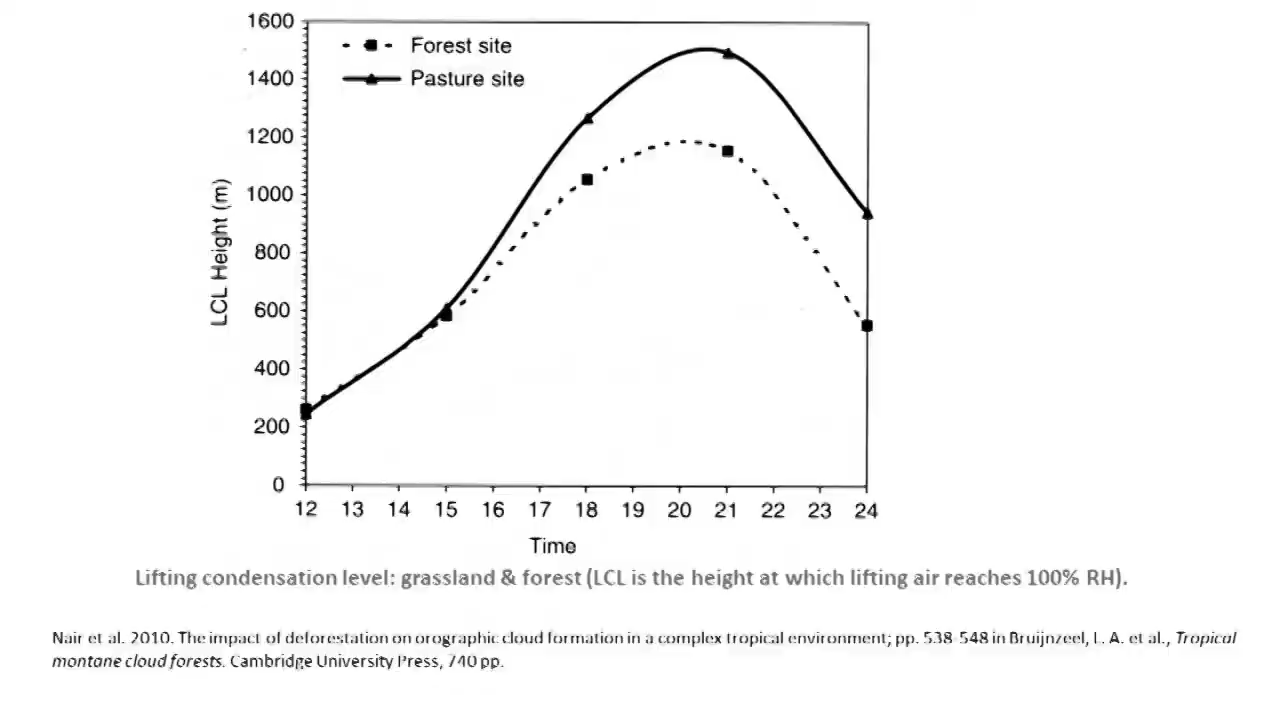 1600
1400
1200
1000
800
600
400
200
0
LCL Height (m)
Forest site
Pasture site
12 13 14 15 16 17 18 19 20 21 22 23 24
Time
Lifting condensation level: grassland & forest (LCL is the height at which lifting air reaches 100% RH).
Nair et al. 2010. The impact of deforestation on orographic cloud formation in a complex tropical environment; pp. 538-548 in Bruijnzeel, L. A. et al., Tropical
montane cloud forests. Cambridge University Press, 740 pp.